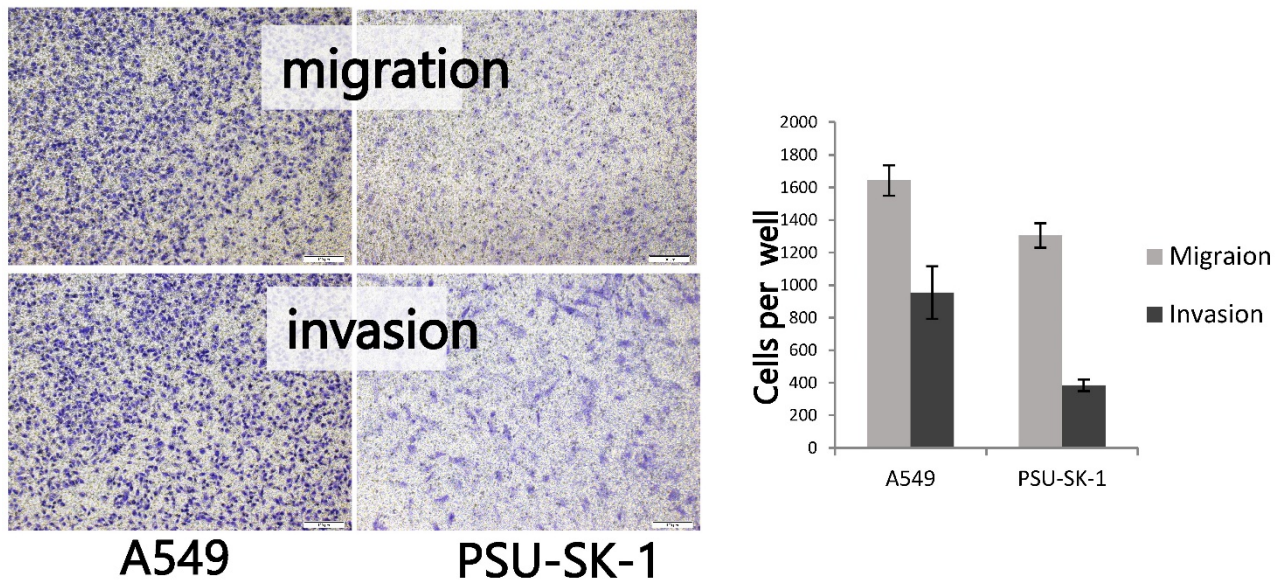 migration
invasion
A549
PSU-SK-1
Cells per well
2000
1800
1600
1400
1200
1000
800
600
400
200
0
A549
PSU-SK-1
Migraion
Invasion